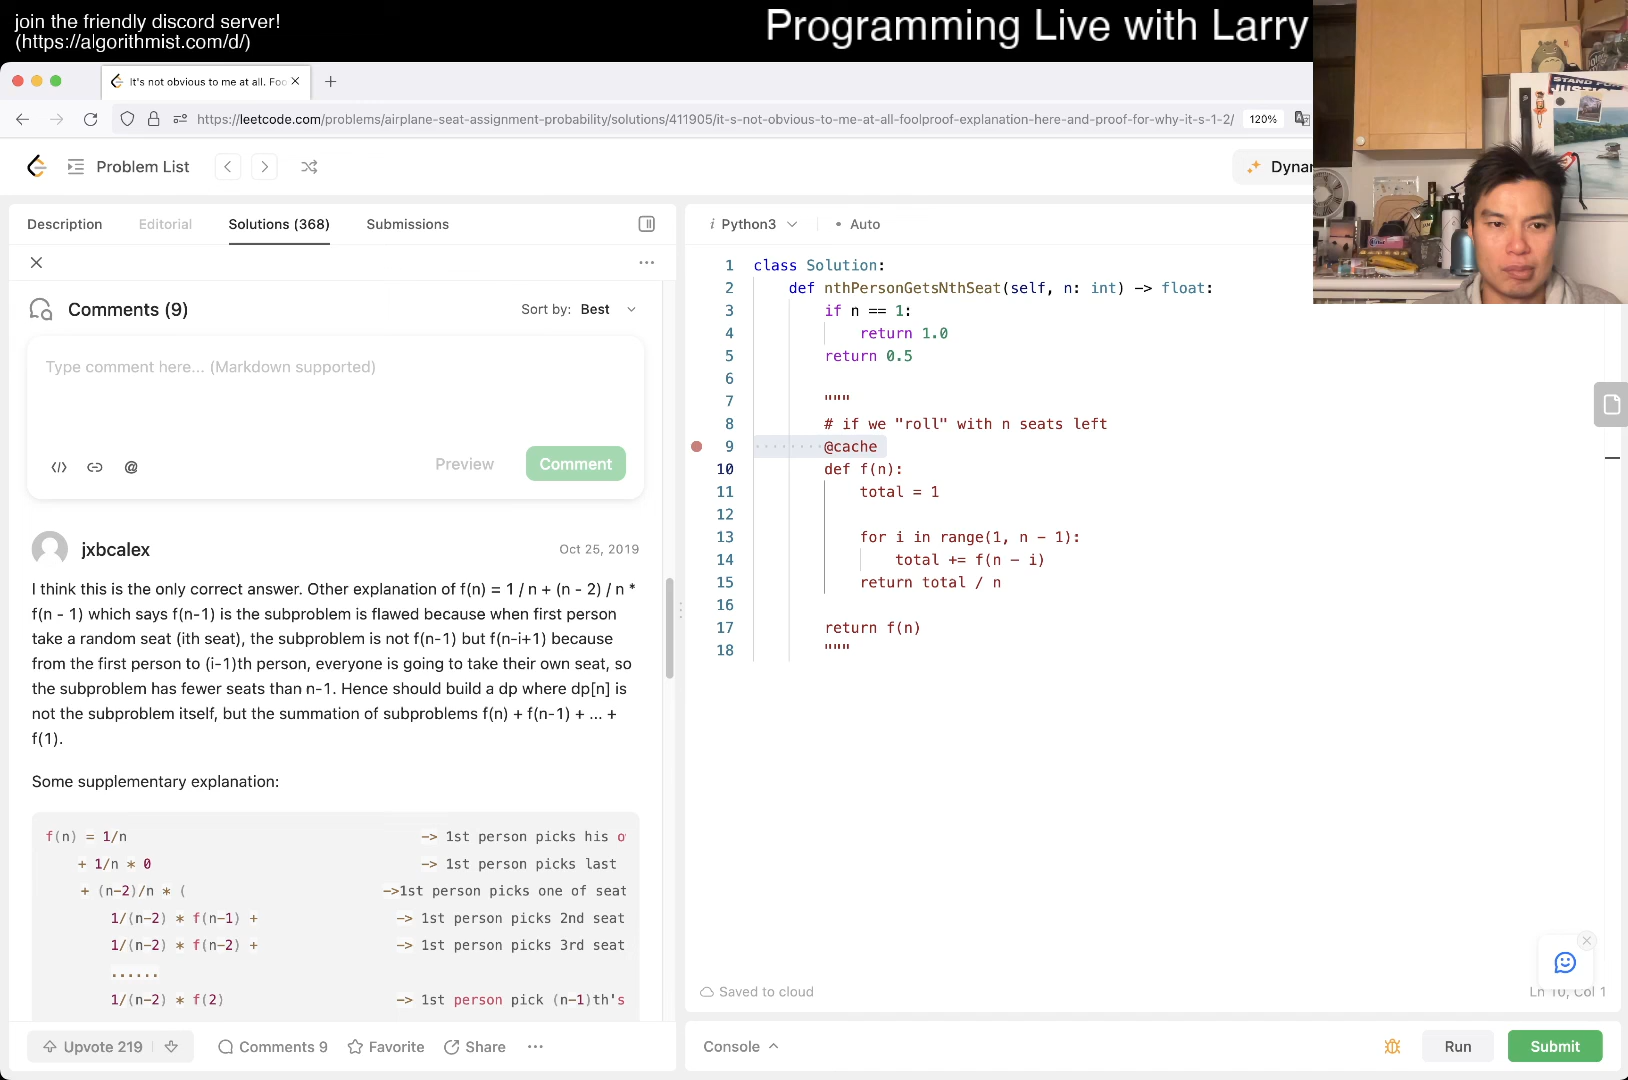 join the friendly discord server!
(https://algorithmist.com/d/)
Programming Live with Larry
It's not obvious to me at all. Foo
https://leetcode.com/problems/airplane-seat-assignment-probability/solutions/411905/it-s-not-obvious-to-me-at-all-foolproof-explanation-here-and-proof-for-why-it-s-1-2/
120%
Problem List
Dynam
STAND FOR
JUSTICE
Description
Editorial
Solutions (368)
Submissions
Comments (9)
Sort by: Best
Type comment here... (Markdown supported)
Preview
Comment
jxbcalex
Oct 25, 2019
I think this is the only correct answer. Other explanation of f(n) = 1 / n + (n - 2) / n *
f(n - 1) which says f(n-1) is the subproblem is flawed because when first person
take a random seat (ith seat), the subproblem is not f(n-1) but f(n-i+1) because
from the first person to (i-1)th person, everyone is going to take their own seat, so
the subproblem has fewer seats than n-1. Hence should build a dp where dp[n] is
not the subproblem itself, but the summation of subproblems f(n) + f(n-1) + ... +
f(1).
Some supplementary explanation:
f(n) = 1/n -> 1st person picks his o
+ 1/n * 0 -> 1st person picks last
+ (n-2)/n * ( ->1st person picks one of seat
1/(n-2) * f(n-1) + -> 1st person picks 2nd seat
1/(n-2) * f(n-2) + -> 1st person picks 3rd seat
......
1/(n-2) * f(2) -> 1st person pick (n-1)th's
Upvote 219
Comments 9
Favorite
Share
Python3
Auto
1 class Solution:
2 def nthPersonGetsNthSeat(self, n: int) -> float:
3 if n == 1:
4 return 1.0
5 return 0.5
6
7 """
8 # if we "roll" with n seats left
9 @cache
10 def f(n):
11 total = 1
12
13 for i in range(1, n - 1):
14 total += f(n - i)
15 return total / n
16
17 return f(n)
18 """
Saved to cloud
Ln 10, Col 1
Console
Run
Submit